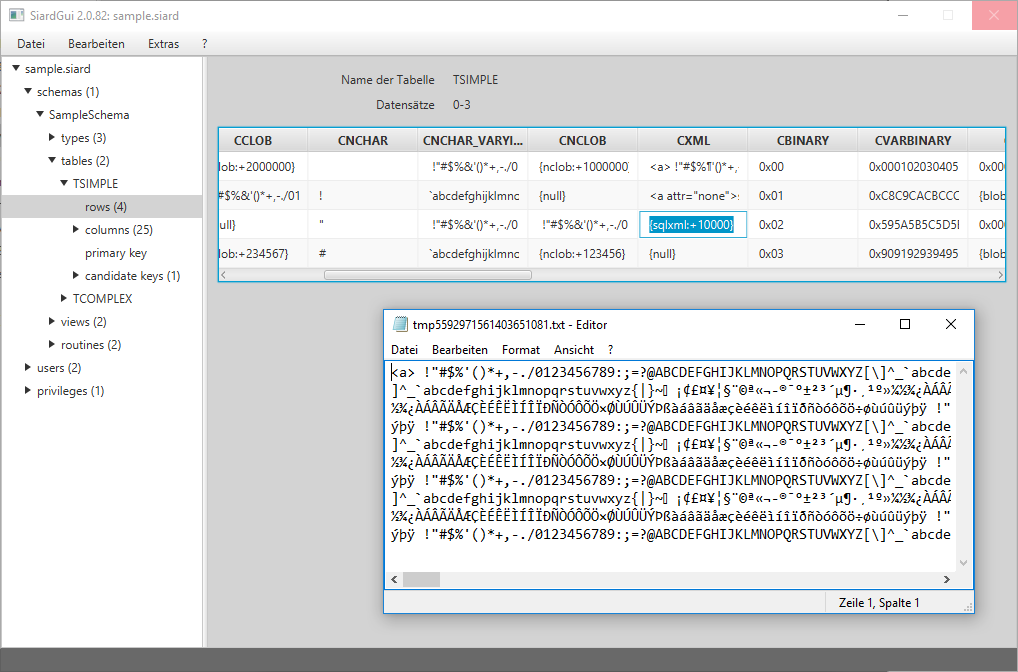 SiardGui 2.0.82: sample.siard
Datei Bearbeiten Extras ?
sample.siard
schemas (1)
SampleSchema
types (3)
tables (2)
TSIMPLE
rows (4)
columns (25)
primary key
candidate keys (1)
TCOMPLEX
views (2)
routines (2)
users (2)
privileges (1)
Name der Tabelle TSIMPLE
Datensätze 0-3
CCLOB CNCHAR CNCHAR_VARYI... CNCLOB CXML CBINARY CVARBINARY
lob:+2000000} !"#$%&'()*+,-./0 {nclob:+1000000} <a> !"#$%¶'()*+,- 0x00 0x000102030405 0x00
#$%&'()*+,-./01 ! `abcdefghijklmnc {null} <a attr="none">: 0x01 0xC8C9CACBCCC {blob
ull} " !"#$%&'()*+,-./0 !"#$%&'()*+,-./0 {sqlxml:+10000} 0x02 0x595A5B5C5D5I 0x00
lob:+234567} # `abcdefghijklmnc {nclob:+123456} {null} 0x03 0x909192939495 {blob
tmp5592971561403651081.txt - Editor
Datei Bearbeiten Format Ansicht ?
<a> !"#$%'()*+,-./0123456789:;=?@ABCDEFGHIJKLMNOPQRSTUVWXYZ[\]^_`abcde
]^_`abcdefghijklmnopqrstuvwxyz{|}~ ¡¢£¤¥¦§¨©ª«¬-®¯°±²³´µ¶·¸¹º»¼½¾¿ÀÁÂÃ
½¾¿ÀÁÂÃÄÅÆÇÈÉÊËÌÍÎÏÐÑÒÓÔÕÖ×ØÙÚÛÜÝÞßàáâãäåæçèéêëìíîïðñòóôõö÷øùúûüýþÿ !"
ýþÿ !"#$%'()*+,-./0123456789:;=?@ABCDEFGHIJKLMNOPQRSTUVWXYZ[\]^_`abcde
]^_`abcdefghijklmnopqrstuvwxyz{|}~ ¡¢£¤¥¦§¨©ª«¬-®¯°±²³´µ¶·¸¹º»¼½¾¿ÀÁÂÃ
½¾¿ÀÁÂÃÄÅÆÇÈÉÊËÌÍÎÏÐÑÒÓÔÕÖ×ØÙÚÛÜÝÞßàáâãäåæçèéêëìíîïðñòóôõö÷øùúûüýþÿ !"
ýþÿ !"#$%'()*+,-./0123456789:;=?@ABCDEFGHIJKLMNOPQRSTUVWXYZ[\]^_`abcde
]^_`abcdefghijklmnopqrstuvwxyz{|}~ ¡¢£¤¥¦§¨©ª«¬-®¯°±²³´µ¶·¸¹º»¼½¾¿ÀÁÂÃ
½¾¿ÀÁÂÃÄÅÆÇÈÉÊËÌÍÎÏÐÑÒÓÔÕÖ×ØÙÚÛÜÝÞßàáâãäåæçèéêëìíîïðñòóôõö÷øùúûüýþÿ !"
ýþÿ !"#$%'()*+,-./0123456789:;=?@ABCDEFGHIJKLMNOPQRSTUVWXYZ[\]^_`abcde
Zeile 1, Spalte 1